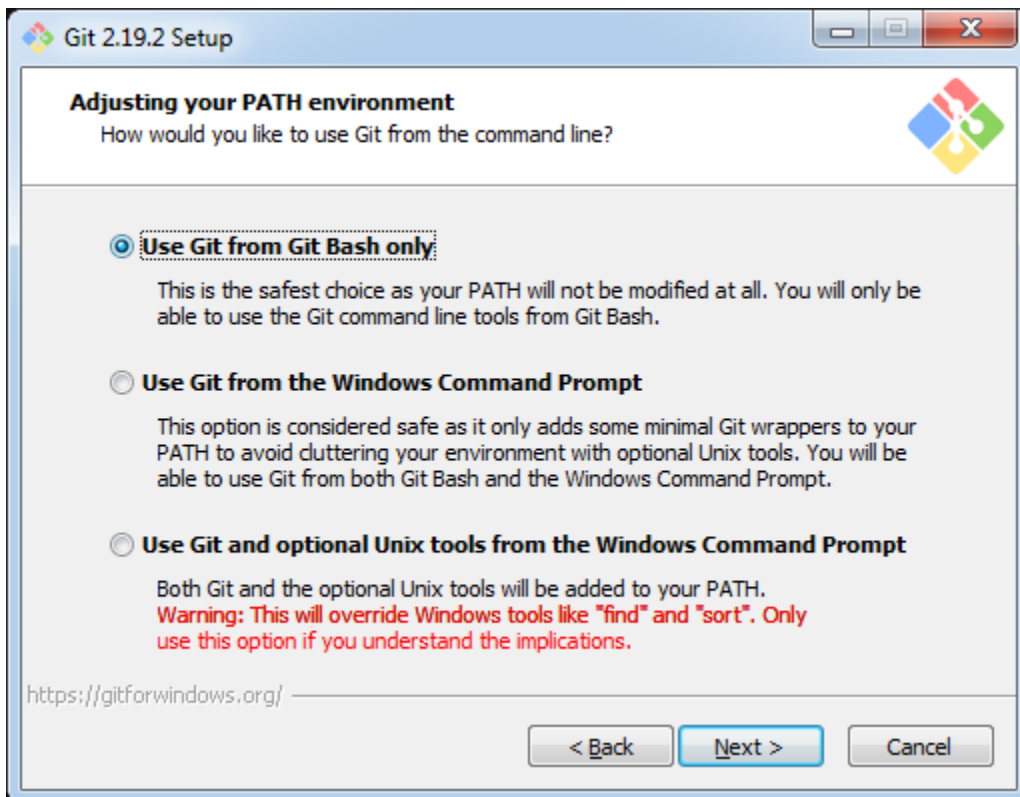 Git 2.19.2 Setup
Adjusting your PATH environment
How would you like to use Git from the command line?
Use Git from Git Bash only
This is the safest choice as your PATH will not be modified at all. You will only be
able to use the Git command line tools from Git Bash.
Use Git from the Windows Command Prompt
This option is considered safe as it only adds some minimal Git wrappers to your
PATH to avoid cluttering your environment with optional Unix tools. You will be
able to use Git from both Git Bash and the Windows Command Prompt.
Use Git and optional Unix tools from the Windows Command Prompt
Both Git and the optional Unix tools will be added to your PATH.
Warning: This will override Windows tools like "find" and "sort". Only
use this option if you understand the implications.
https://gitforwindows.org/
< Back Next > Cancel